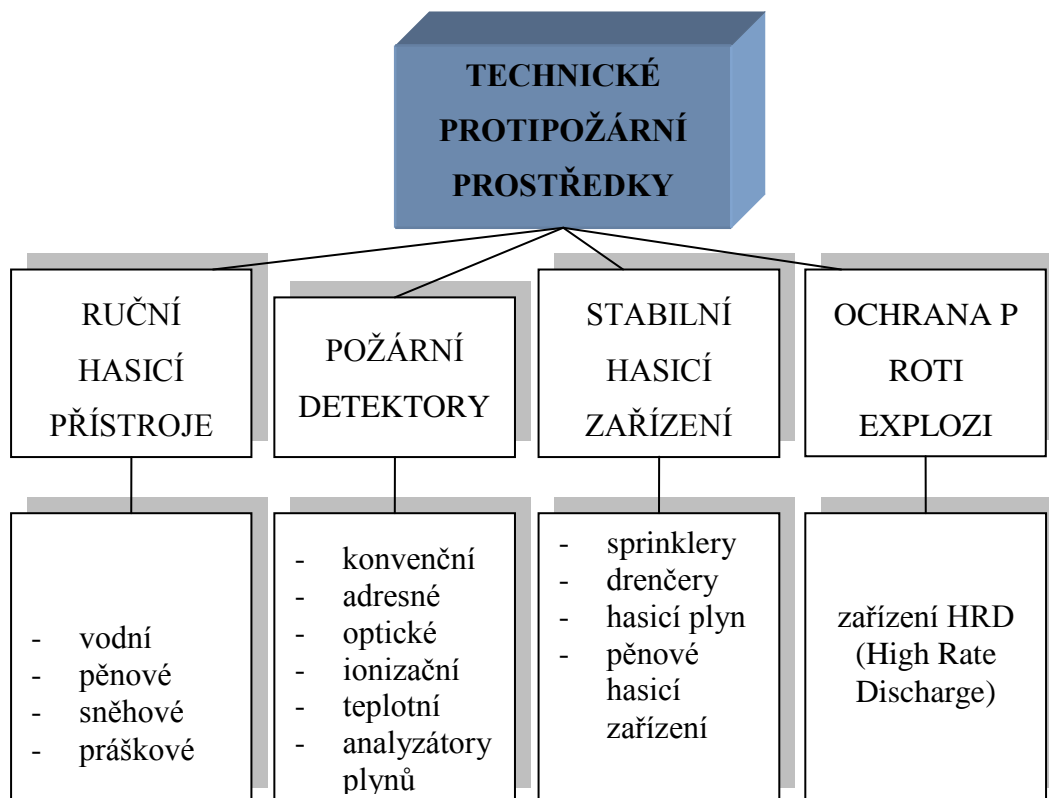 TECHNICKÉ
PROTIPOŽÁRNÍ
PROSTŘEDKY
RUČNÍ
HASICÍ
PŘÍSTROJE
POŽÁRNÍ
DETEKTORY
STABILNÍ
HASICÍ
ZAŘÍZENÍ
OCHRANA P
ROTI
EXPLOZI
- vodní
- pěnové
- sněhové
- práškové
- konvenční
- adresné
- optické
- ionizační
- teplotní
- analyzátory
plynů
- sprinklery
- drenčery
- hasicí plyn
- pěnové
hasicí
zařízení
zařízení HRD
(High Rate
Discharge)